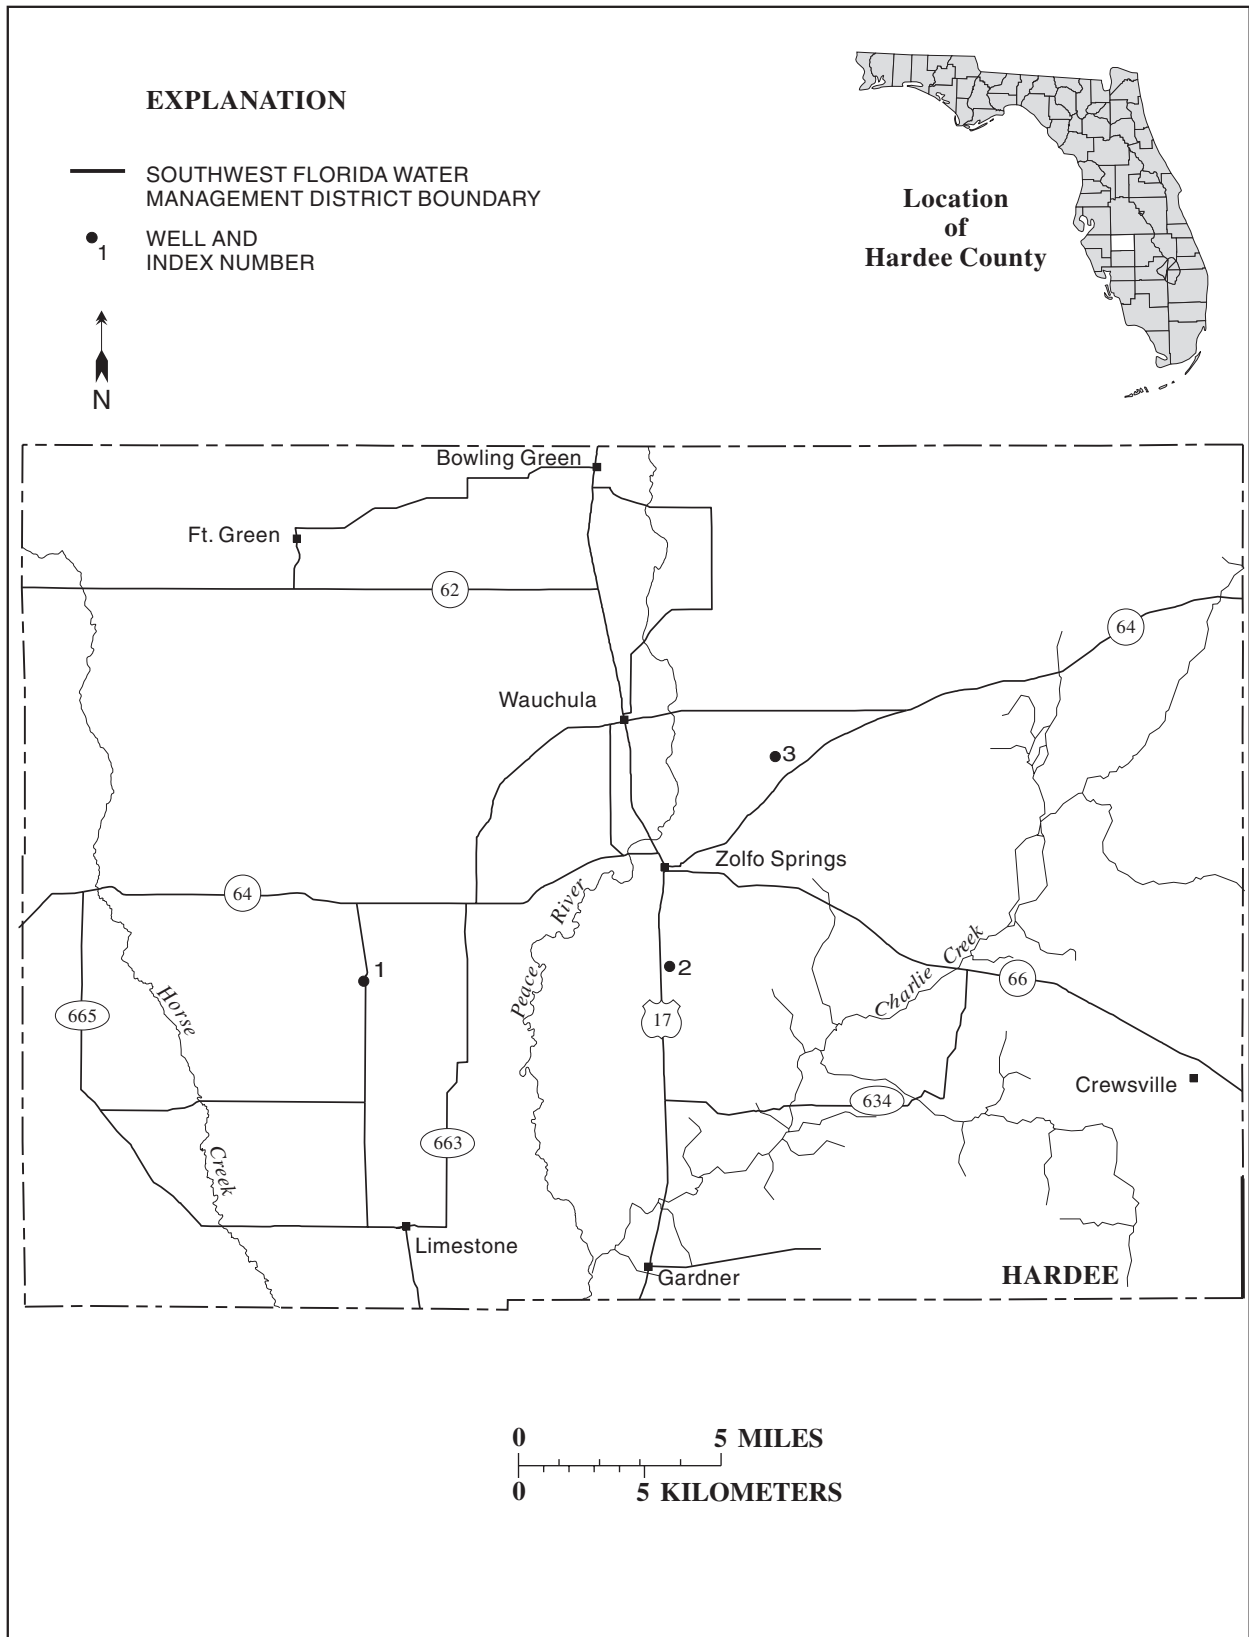 EXPLANATION
SOUTHWEST FLORIDA WATER
MANAGEMENT DISTRICT BOUNDARY
1
WELL AND
INDEX NUMBER
N
Location
of
Hardee County
Bowling Green
Ft. Green
62
64
Wauchula
3
Zolfo Springs
64
River
Peace
Charlie Creek
1
2
66
665
Horse
17
Crewsville
634
663
Creek
Limestone
Gardner
HARDEE
0 5 MILES
0 5 KILOMETERS